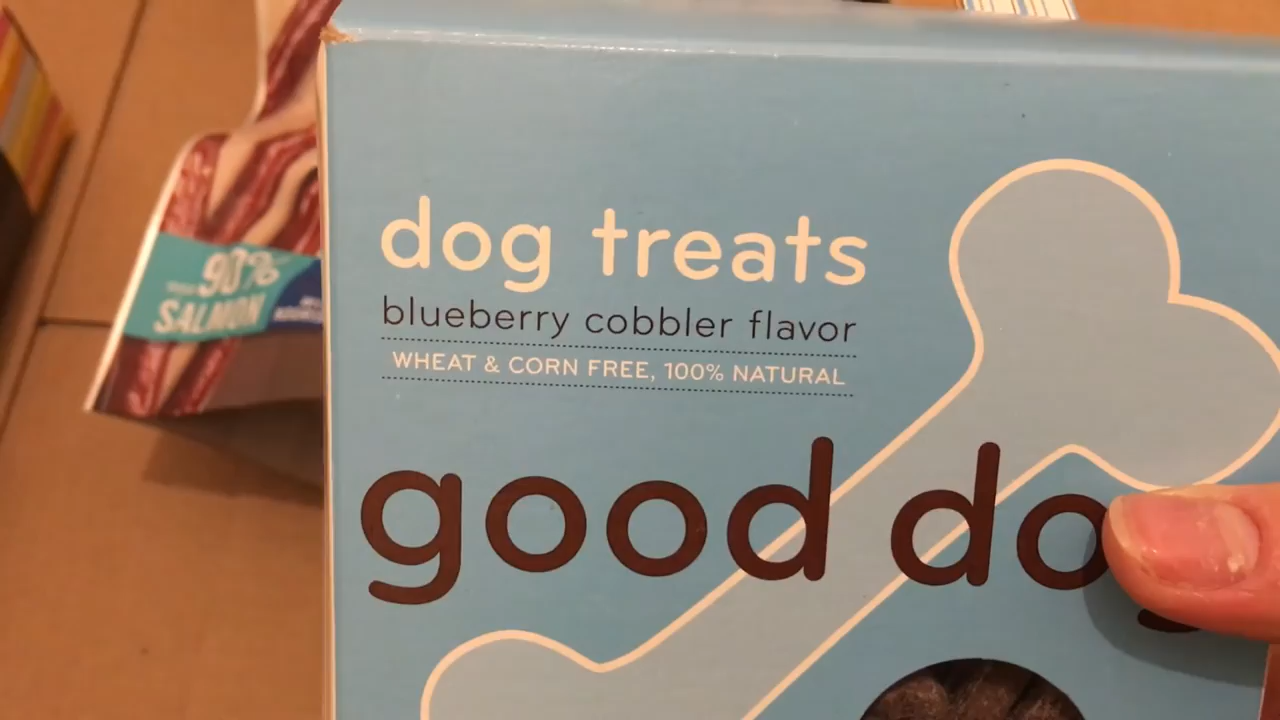 dog treats
blueberry cobbler flavor
WHEAT & CORN FREE, 100% NATURAL
good do
90%
SALMON